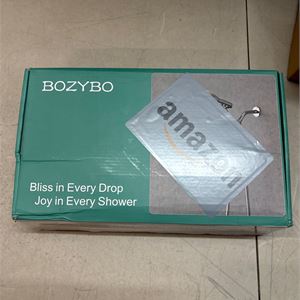 BOZYBO
amazon
Bliss in Every Drop
Joy in Every Shower